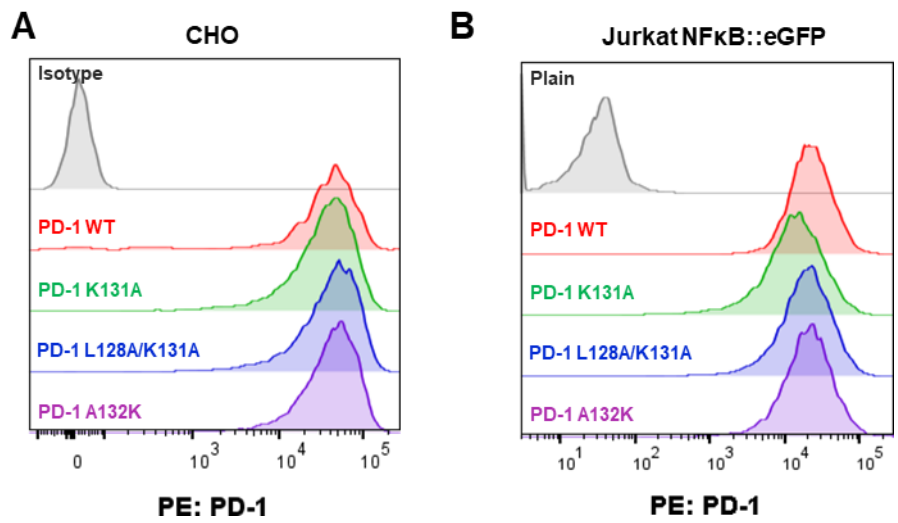 A
CHO
Isotype
PD-1 WT
PD-1 K131A
PD-1 L128A/K131A
PD-1 A132K
0 10³ 10⁴ 10⁵
PE: PD-1
B
Jurkat NFκB::eGFP
Plain
PD-1 WT
PD-1 K131A
PD-1 L128A/K131A
PD-1 A132K
10¹ 10² 10³ 10⁴ 10⁵
PE: PD-1